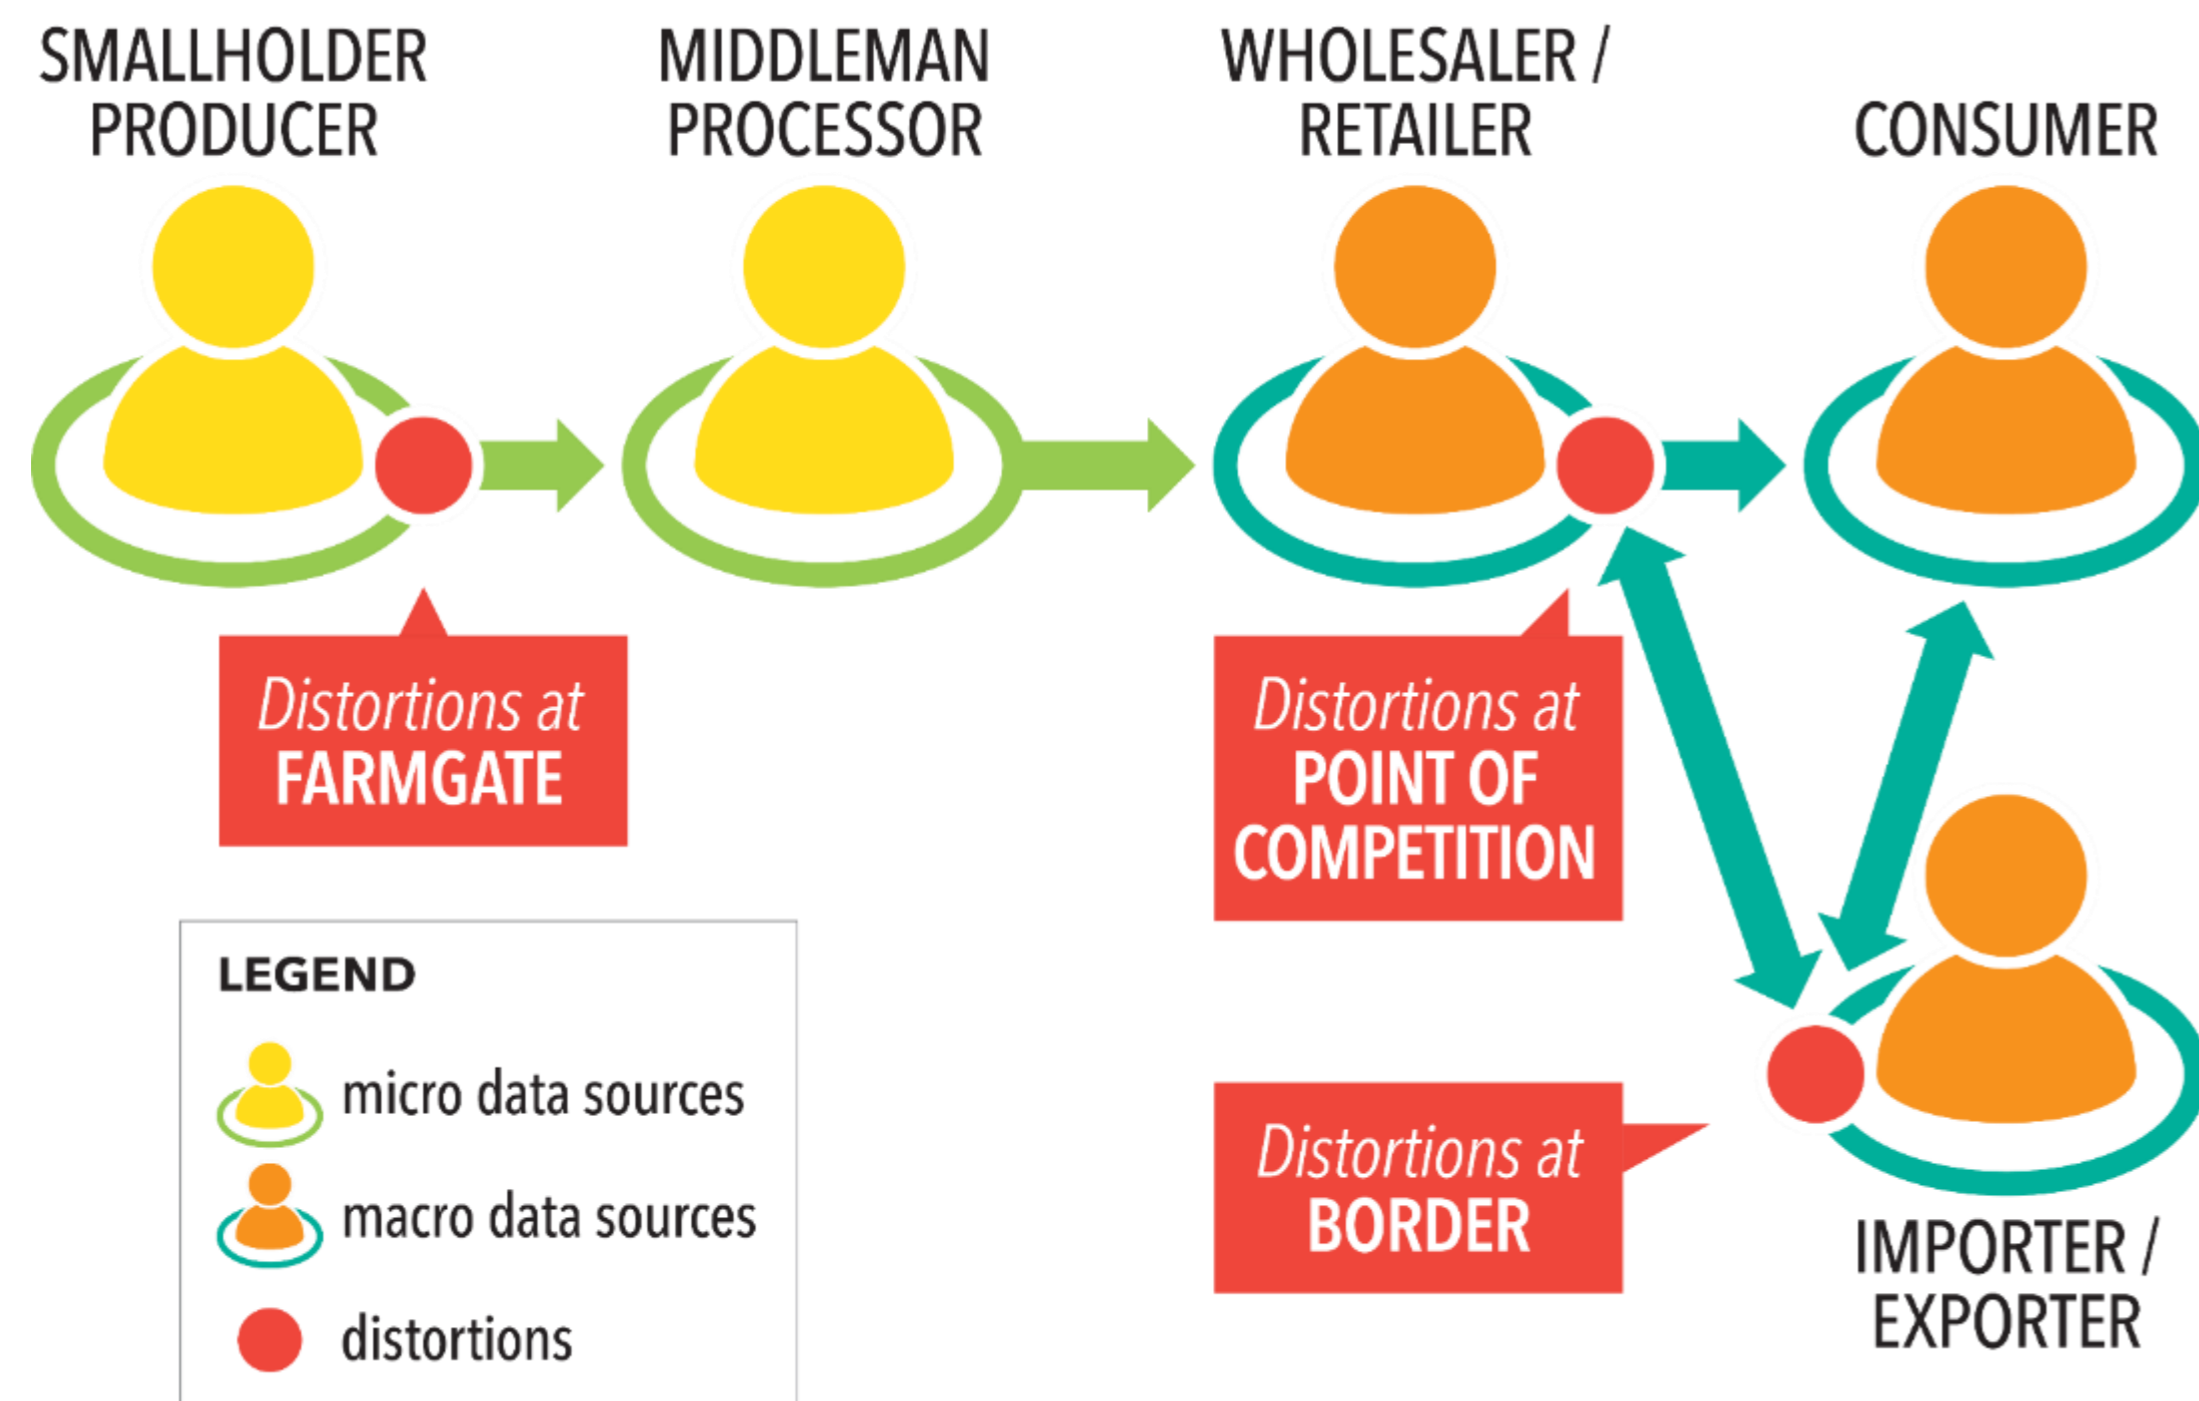 SMALLHOLDER
PRODUCER
MIDDLEMAN
PROCESSOR
WHOLESALER /
RETAILER
CONSUMER
Distortions at
FARMGATE
Distortions at
POINT OF
COMPETITION
Distortions at
BORDER
IMPORTER /
EXPORTER
LEGEND
micro data sources
macro data sources
distortions